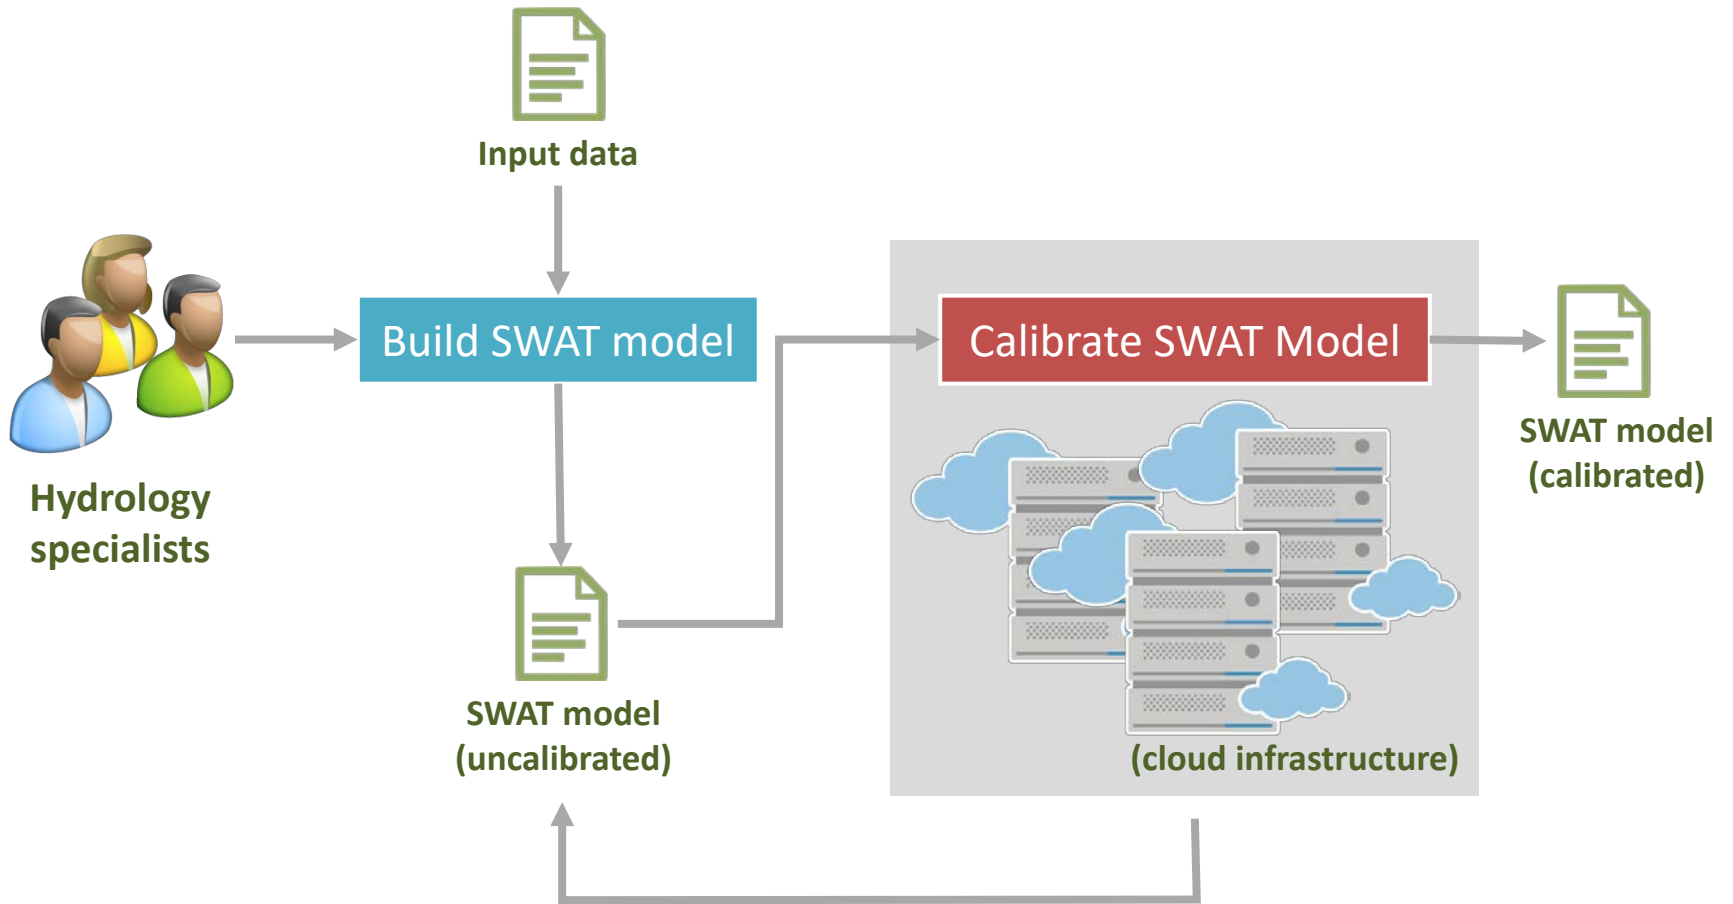 Input data
Build SWAT model
Calibrate SWAT Model
Hydrology
specialists
SWAT model
(calibrated)
SWAT model
(uncalibrated)
(cloud infrastructure)